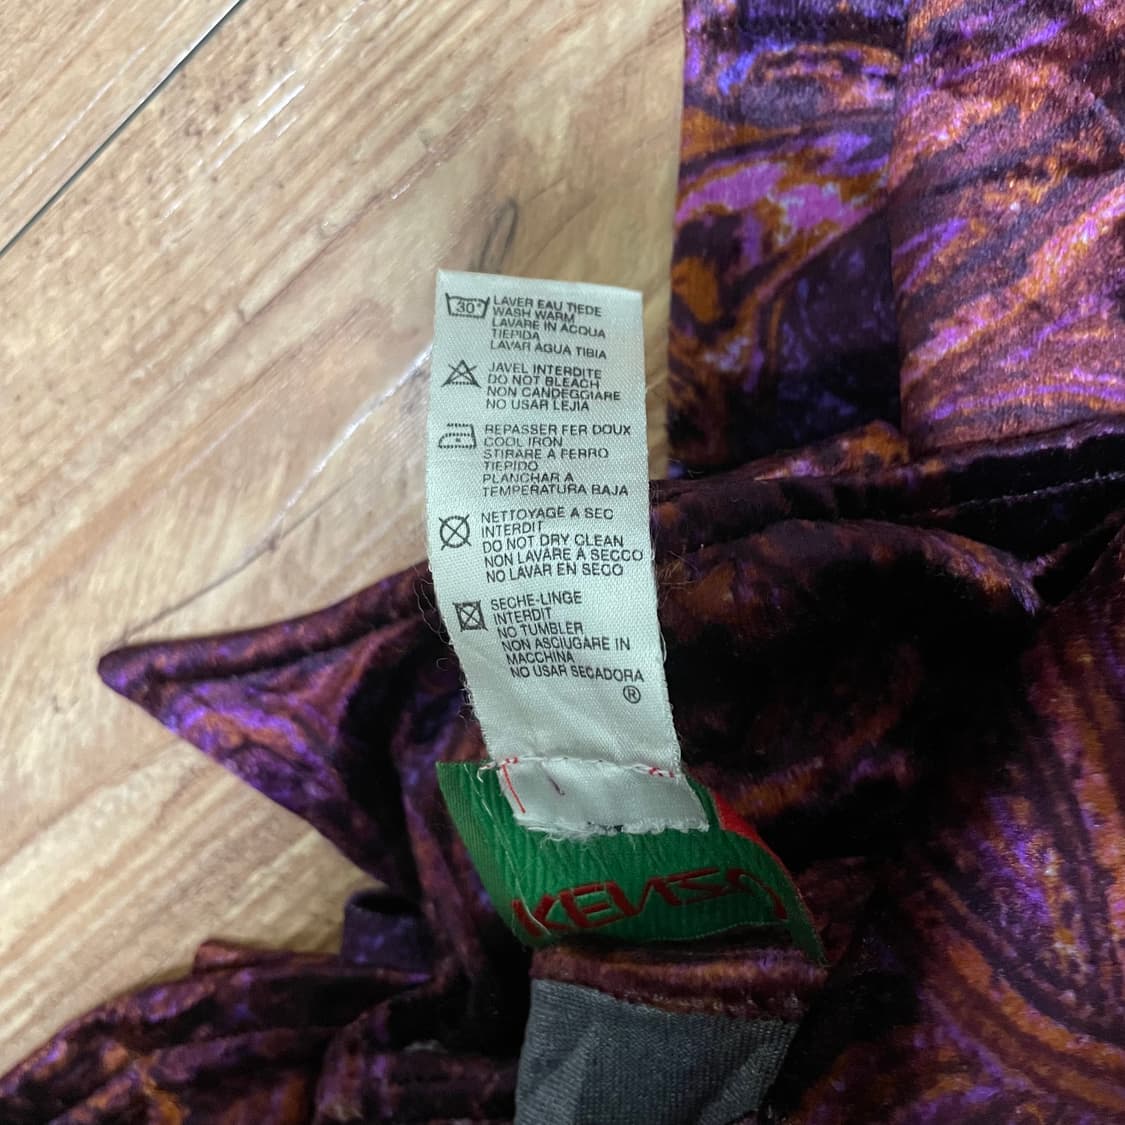 30°
LAVER EAU TIEDE
WASH WARM
LAVARE IN ACQUA
TIEPIDA
LAVAR AGUA TIBIA
JAVEL INTERDITE
DO NOT BLEACH
NON CANDEGGIARE
NO USAR LEJIA
REPASSER FER DOUX
COOL IRON
STIRARE A FERRO
TIEPIDO
PLANCHAR A
TEMPERATURA BAJA
NETTOYAGE A SEC
INTERDIT
DO NOT DRY CLEAN
NON LAVARE A SECCO
NO LAVAR EN SECO
SECHE-LINGE
INTERDIT
NO TUMBLER
NON ASCIUGARE IN
MACCHINA
NO USAR SECADORA
®